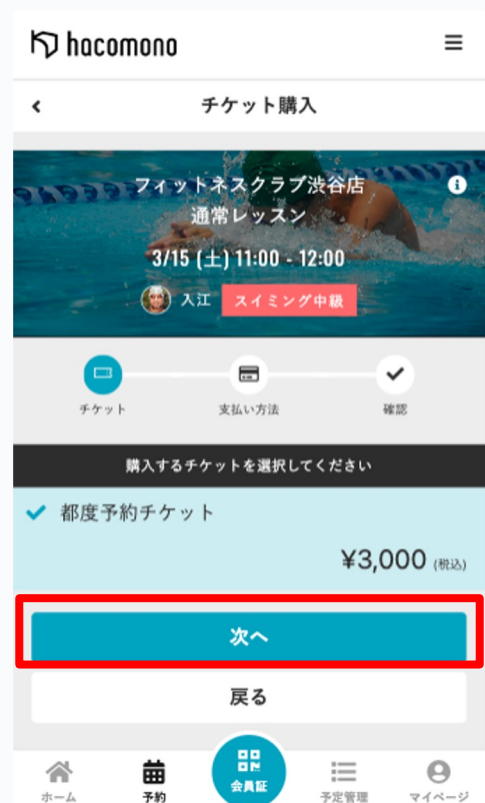 hacomono
チケット購入
フィットネスクラブ渋谷店
通常レッスン
3/15 (土) 11:00 - 12:00
入江 スイミング中級
チケット 支払い方法 確認
購入するチケットを選択してください
都度予約チケット
¥3,000 (税込)
次へ
戻る
ホーム 予約 会員証 予定管理 マイページ